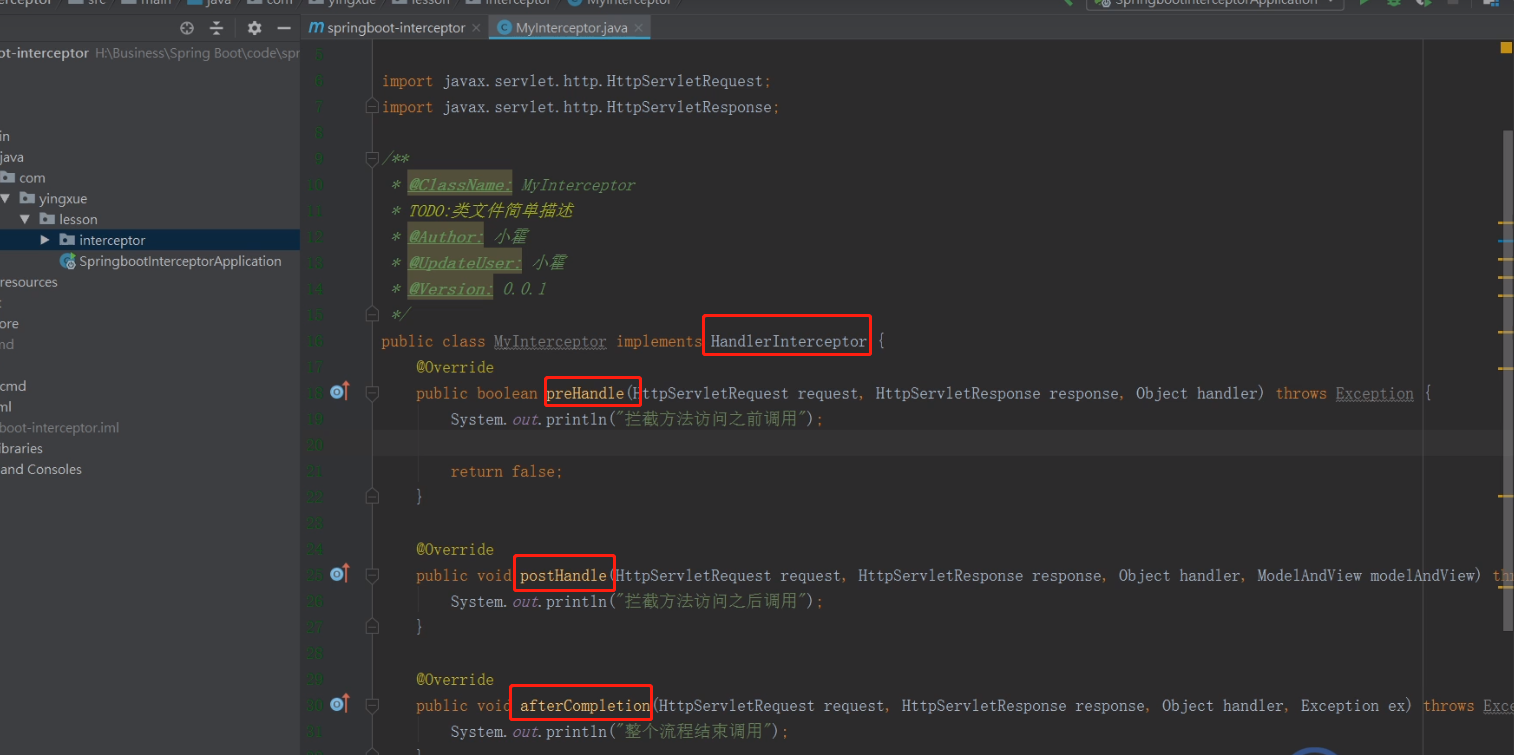 src main java com yingxue lesson interceptor MyInterceptor SpringbootInterceptorApplication
springboot-interceptor MyInterceptor.java
ot-interceptor H:\Business\Spring Boot\code\spr
in
java
com
yingxue
lesson
interceptor
SpringbootInterceptorApplication
resources
ore
cmd
ml
boot-interceptor.iml
ibraries
and Consoles
5
6 import javax.servlet.http.HttpServletRequest;
7 import javax.servlet.http.HttpServletResponse;
8
9 /**
10 * @ClassName: MyInterceptor
11 * TODO:类文件简单描述
12 * @Author: 小霍
13 * @UpdateUser: 小霍
14 * @Version: 0.0.1
15 */
16 public class MyInterceptor implements HandlerInterceptor {
17 @Override
18 public boolean preHandle(HttpServletRequest request, HttpServletResponse response, Object handler) throws Exception {
19 System.out.println("拦截方法访问之前调用");
20
21 return false;
22 }
23
24 @Override
25 public void postHandle(HttpServletRequest request, HttpServletResponse response, Object handler, ModelAndView modelAndView) thr
26 System.out.println("拦截方法访问之后调用");
27 }
28
29 @Override
30 public void afterCompletion(HttpServletRequest request, HttpServletResponse response, Object handler, Exception ex) throws Exce
31 System.out.println("整个流程结束调用");